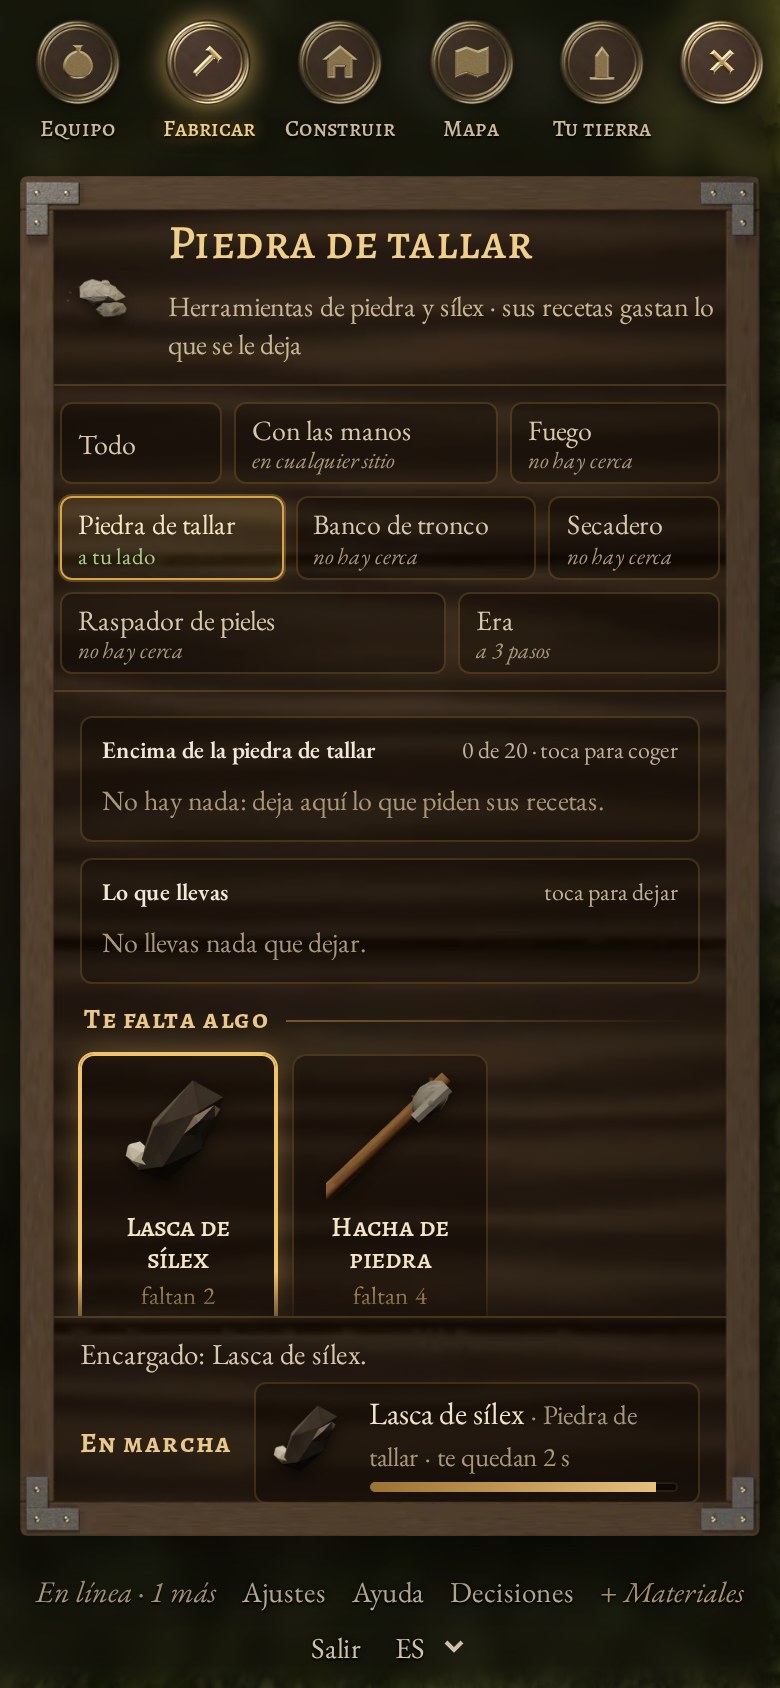 Equipo Fabricar Construir Mapa Tu tierra
Piedra de tallar
Herramientas de piedra y sílex · sus recetas gastan lo
que se le deja
Todo
Con las manos
en cualquier sitio
Fuego
no hay cerca
Piedra de tallar
a tu lado
Banco de tronco
no hay cerca
Secadero
no hay cerca
Raspador de pieles
no hay cerca
Era
a 3 pasos
Encima de la piedra de tallar
0 de 20 · toca para coger
No hay nada: deja aquí lo que piden sus recetas.
Lo que llevas
toca para dejar
No llevas nada que dejar.
Te falta algo
Lasca de
sílex
faltan 2
Hacha de
piedra
faltan 4
Encargado: Lasca de sílex.
En marcha
Lasca de sílex · Piedra de
tallar · te quedan 2 s
En línea · 1 más Ajustes Ayuda Decisiones + Materiales
Salir ES